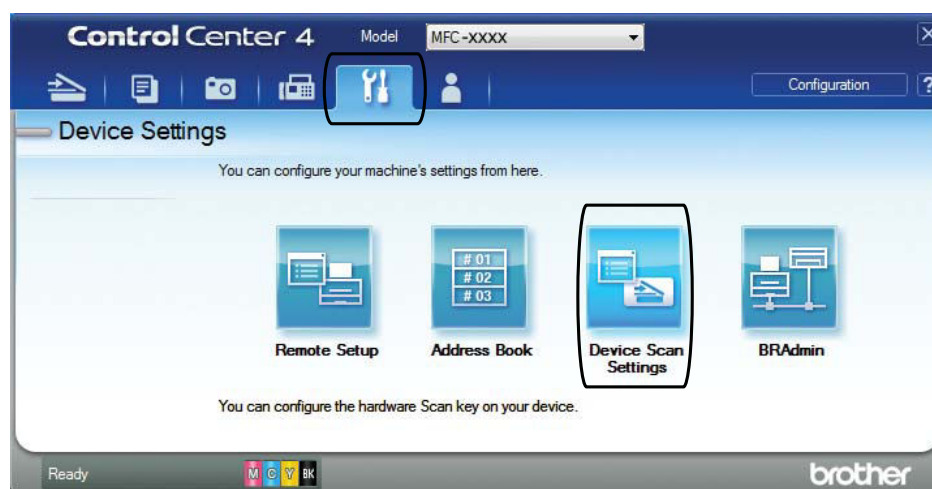 Control Center 4 Model MFC-XXXX X
Configuration ?
Device Settings
You can configure your machine's settings from here.
# 01
# 02
# 03
Remote Setup Address Book Device Scan Settings BRAdmin
You can configure the hardware Scan key on your device.
Ready M C Y BK brother